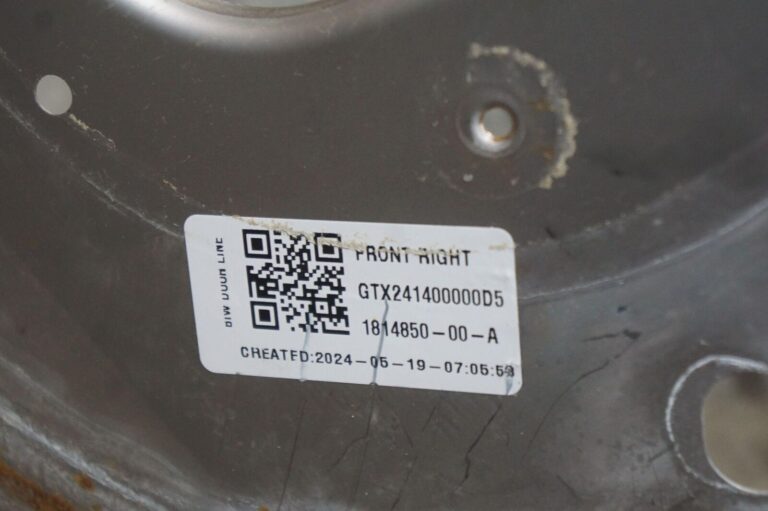 BIW DOOR LINE
FRONT RIGHT
GTX241400000D5
1814850-00-A
CREATED:2024-05-19-07:05:59